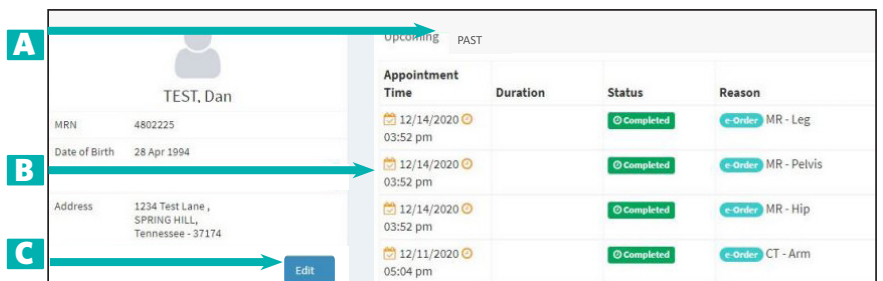 A
Upcoming PAST
TEST, Dan
MRN 4802225
Date of Birth 28 Apr 1994
Address 1234 Test Lane ,
SPRING HILL,
Tennessee - 37174
Edit
Appointment
Time Duration Status Reason
12/14/2020 Completed e-Order MR - Leg
03:52 pm
B
12/14/2020 Completed e-Order MR - Pelvis
03:52 pm
12/14/2020 Completed e-Order MR - Hip
03:52 pm
C
12/11/2020 Completed e-Order CT - Arm
05:04 pm